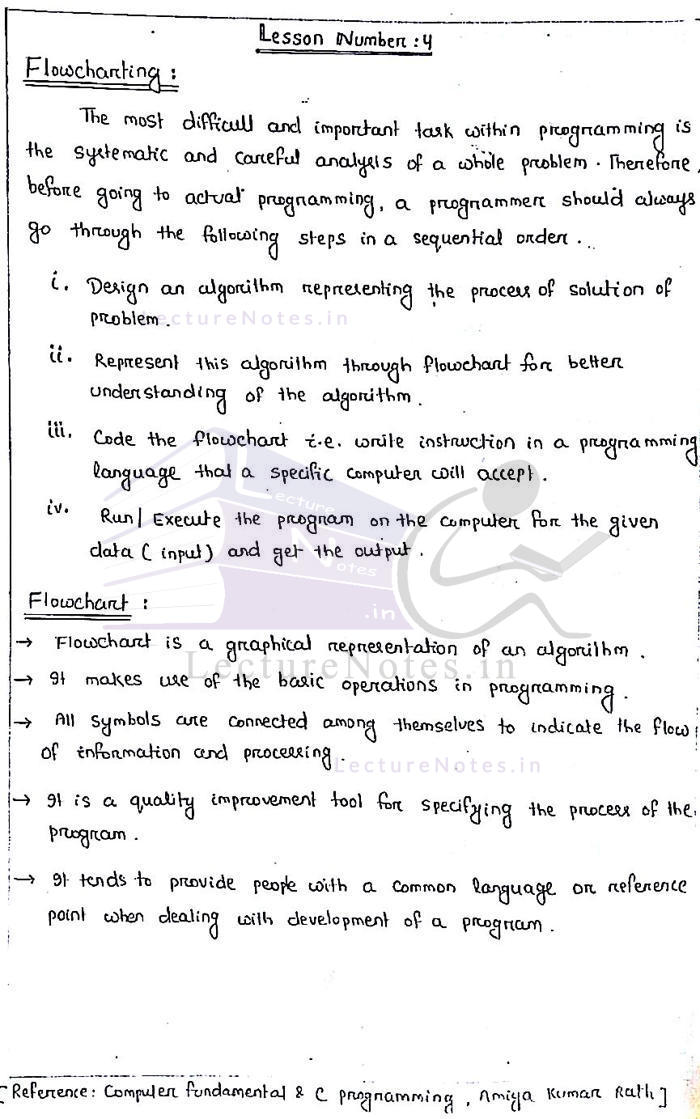 Lesson Number : 4
Flowcharting :
The most difficult and important task within programming is
the systematic and careful analysis of a whole problem. Therefore,
before going to actual programming, a programmer should always
go through the following steps in a sequential order...
i. Design an algorithm representing the process of solution of
problem.
LectureNotes.in
ii. Represent this algorithm through flowchart for better
understanding of the algorithm.
iii. Code the flowchart i.e. write instruction in a programming
language that a specific computer will accept.
Lecture
iv. Run/ Execute the program on the computer for the given
data ( input) and get the output.
Notes
.in
Flowchart :
→ Flowchart is a graphical representation of an algorithm.
LectureNotes.in
→ It makes use of the basic operations in programming.
→ All symbols are connected among themselves to indicate the flow
of information and processing.
LectureNotes.in
→ It is a quality improvement tool for specifying the process of the
program.
→ It tends to provide people with a common language or reference
point when dealing with development of a program.
[Reference: Computer fundamental & C programming, Amiya Kumar Rath]